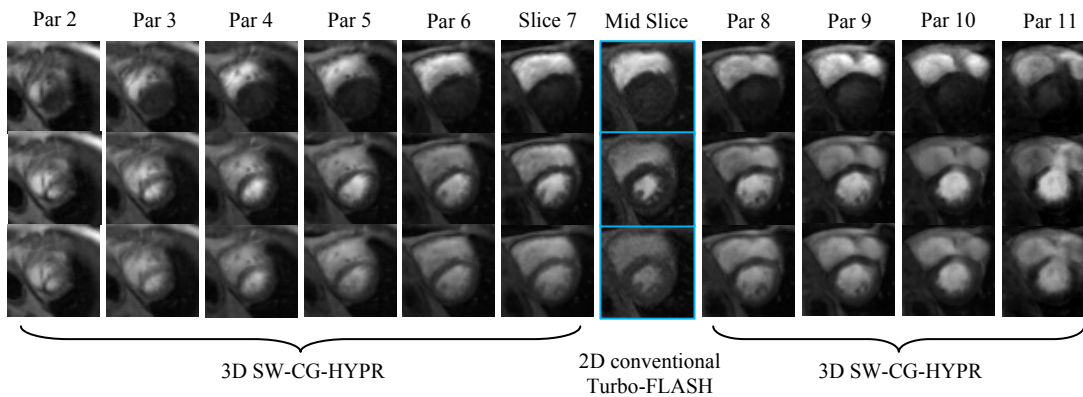 Par 2 Par 3 Par 4 Par 5 Par 6 Slice 7 Mid Slice Par 8 Par 9 Par 10 Par 11
3D SW-CG-HYPR 2D conventional 3D SW-CG-HYPR
Turbo-FLASH